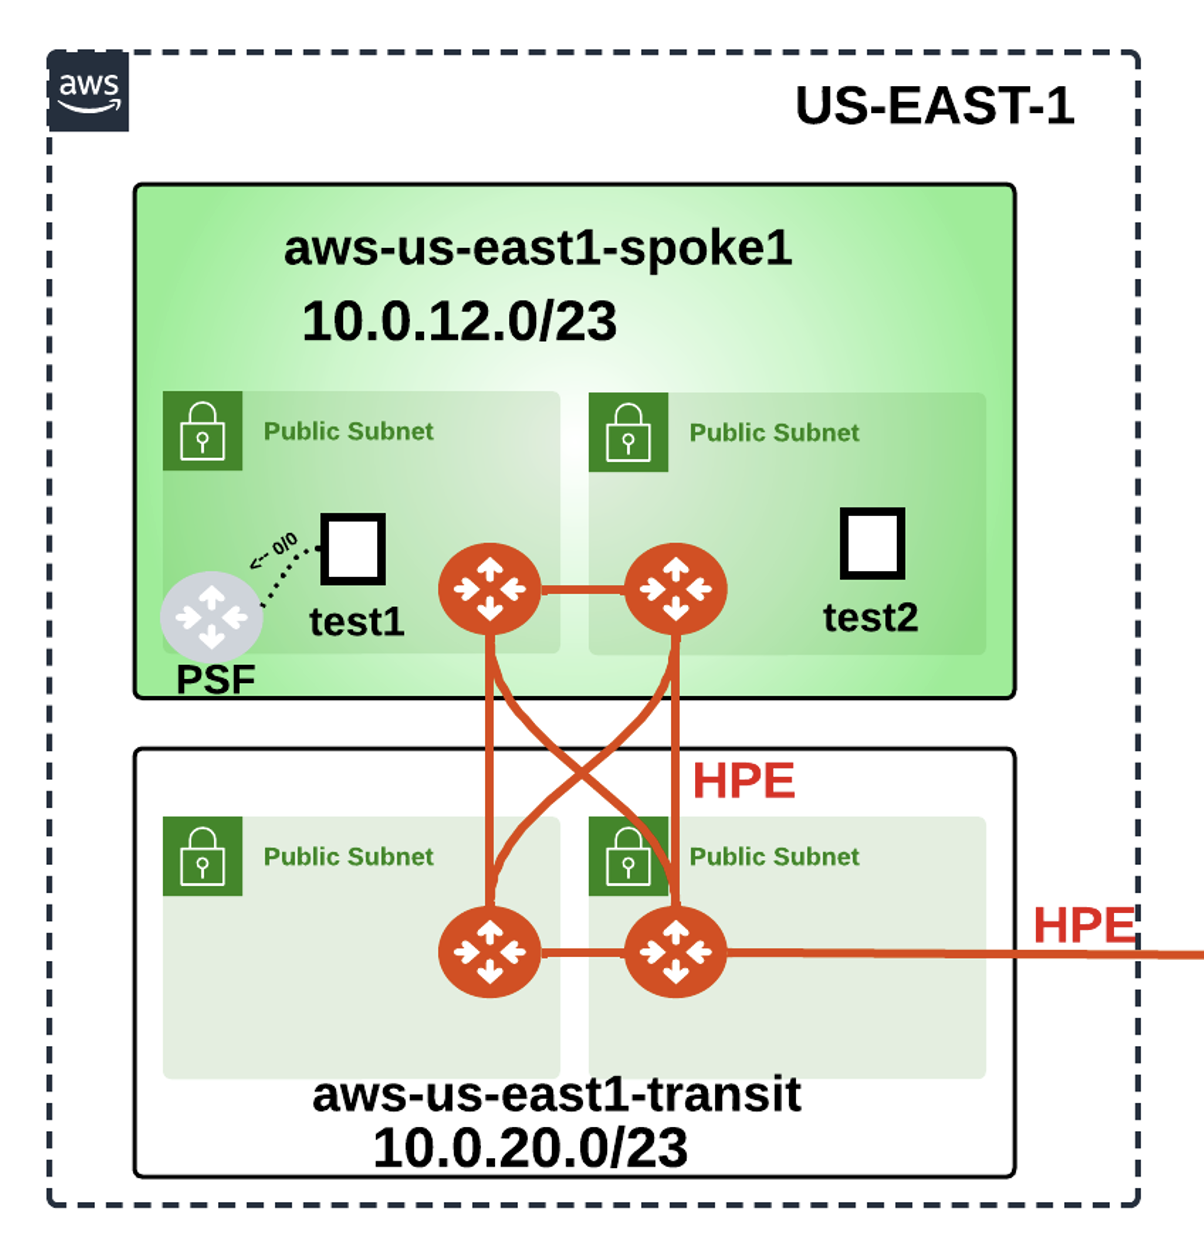 aws
US-EAST-1
aws-us-east1-spoke1
10.0.12.0/23
Public Subnet
Public Subnet
<-- 0/0
test1
test2
PSF
HPE
Public Subnet
Public Subnet
HPE
aws-us-east1-transit
10.0.20.0/23